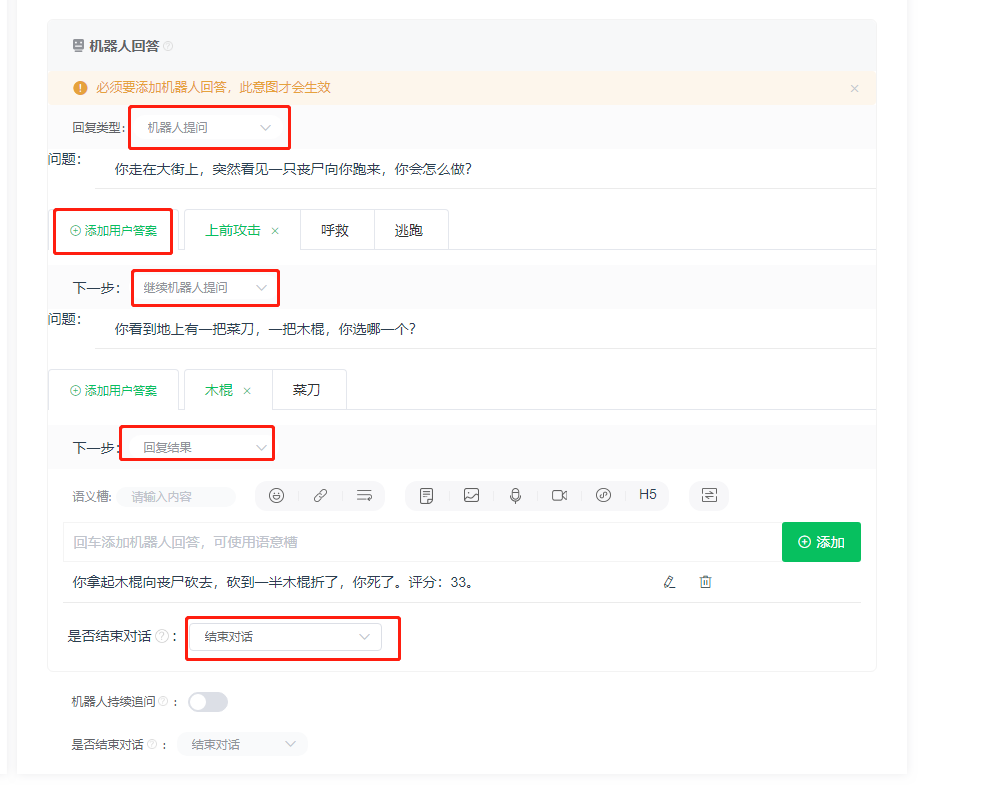 机器人回答
必须要添加机器人回答，此意图才会生效
回复类型: 机器人提问
问题:
你走在大街上，突然看见一只丧尸向你跑来，你会怎么做?
添加用户答案 上前攻击 × 呼救 逃跑
下一步: 继续机器人提问
问题:
你看到地上有一把菜刀，一把木棍，你选哪一个?
添加用户答案 木棍 × 菜刀
下一步: 回复结果
语义槽: 请输入内容 H5
回车添加机器人回答，可使用语意槽 添加
你拿起木棍向丧尸砍去，砍到一半木棍折了，你死了。评分：33。
是否结束对话 ? : 结束对话
机器人持续追问 ? :
是否结束对话 ? : 结束对话